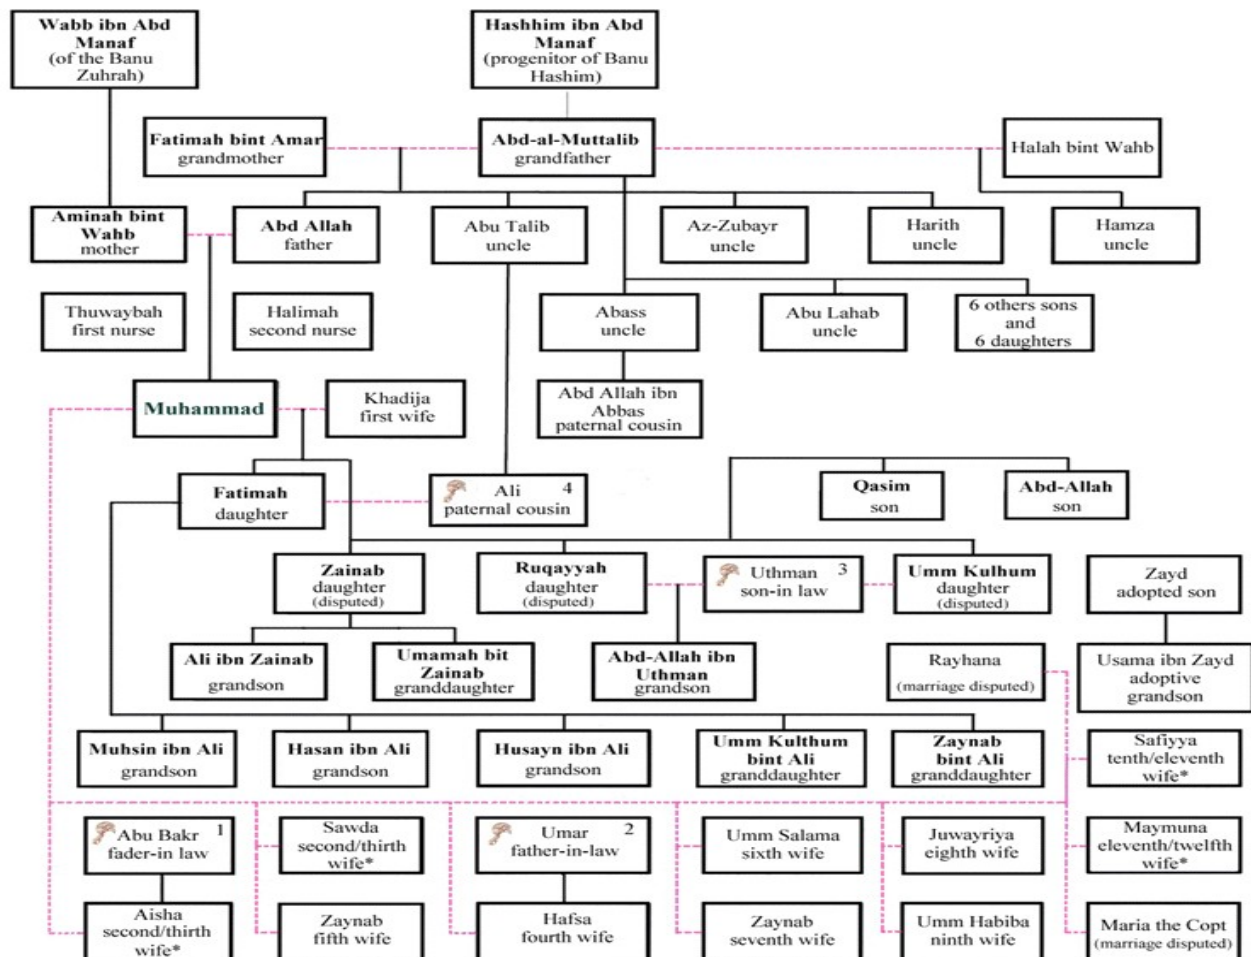 Wabb ibn Abd
Manaf
(of the Banu
Zuhrah)
Hashhim ibn Abd
Manaf
(progenitor of Banu
Hashim)
Fatimah bint Amar
grandmother
Abd-al-Muttalib
grandfather
Halah bint Wahb
Aminah bint
Wahb
mother
Abd Allah
father
Abu Talib
uncle
Az-Zubayr
uncle
Harith
uncle
Hamza
uncle
Thuwaybah
first nurse
Halimah
second nurse
Abass
uncle
Abu Lahab
uncle
6 others sons
and
6 daughters
Muhammad
Khadija
first wife
Abd Allah ibn
Abbas
paternal cousin
Fatimah
daughter
Ali 4
paternal cousin
Qasim
son
Abd-Allah
son
Zainab
daughter
(disputed)
Ruqayyah
daughter
(disputed)
Uthman 3
son-in law
Umm Kulhum
daughter
(disputed)
Zayd
adopted son
Ali ibn Zainab
grandson
Umamah bit
Zainab
granddaughter
Abd-Allah ibn
Uthman
grandson
Rayhana
(marriage disputed)
Usama ibn Zayd
adoptive
grandson
Muhsin ibn Ali
grandson
Hasan ibn Ali
grandson
Husayn ibn Ali
grandson
Umm Kulthum
bint Ali
granddaughter
Zaynab
bint Ali
granddaughter
Safiyya
tenth/eleventh
wife*
Abu Bakr 1
fader-in law
Sawda
second/thirth
wife*
Umar 2
father-in-law
Umm Salama
sixth wife
Juwayriya
eighth wife
Maymuna
eleventh/twelfth
wife*
Aisha
second/thirth
wife*
Zaynab
fifth wife
Hafsa
fourth wife
Zaynab
seventh wife
Umm Habiba
ninth wife
Maria the Copt
(marriage disputed)